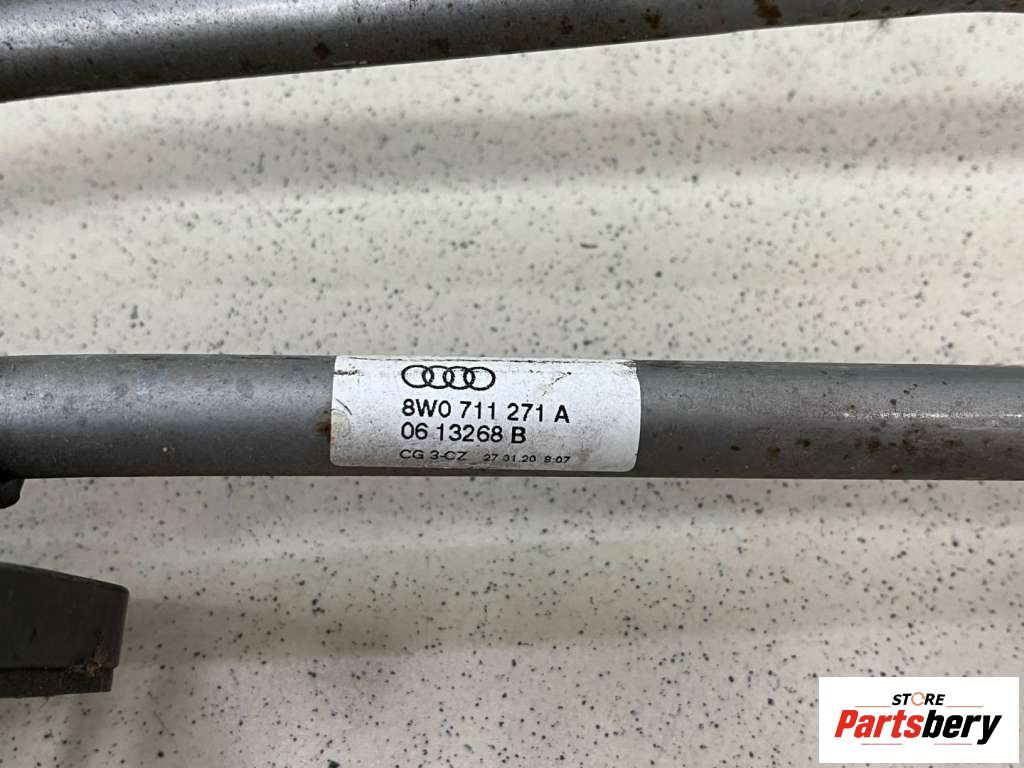 8W0 711 271 A
06 13268 B
CG 3-CZ 27 31.20 8:07
STORE
Partsbery